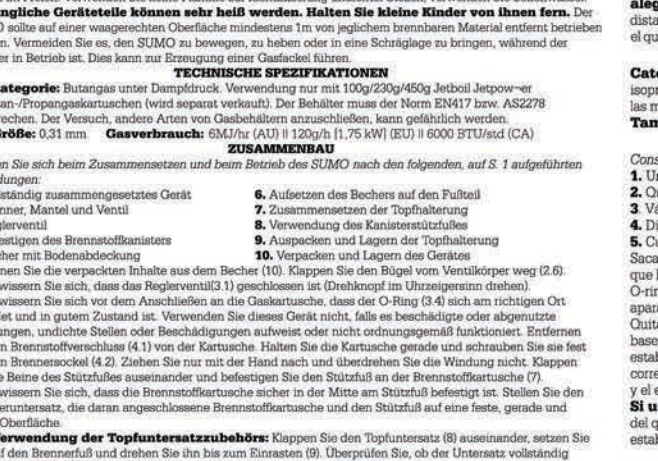 ngliche Geräteteile können sehr heiß werden. Halten Sie kleine Kinder von ihnen fern. Der
O sollte auf einer waagerechten Oberfläche mindestens 1m von jeglichem brennbaren Material entfernt betrieben
n. Vermeiden Sie es, den SUMO zu bewegen, zu heben oder in eine Schräglage zu bringen, während der
er in Betrieb ist. Dies kann zur Erzeugung einer Gasfackel führen.
TECHNISCHE SPEZIFIKATIONEN
ategorie: Butangas unter Dampfdruck. Verwendung nur mit 100g/230g/450g Jetboil Jetpow¬er
an-/Propangaskartuschen (wird separat verkauft). Der Behälter muss der Norm EN417 bzw. AS2278
rechen. Der Versuch, andere Arten von Gasbehältern anzuschließen, kann gefährlich werden.
röße: 0,31 mm Gasverbrauch: 6MJ/hr (AU) II 120g/h [1,75 kW] (EU) II 6000 BTU/std (CA)
ZUSAMMENBAU
en Sie sich beim Zusammensetzen und beim Betrieb des SUMO nach den folgenden, auf S. 1 aufgeführten
dungen:
ständig zusammengesetztes Gerät
nner, Mantel und Ventil
glerventil
estigen des Brennstoffkanisters
cher mit Bodenabdeckung
6. Aufsetzen des Bechers auf den Fußteil
7. Zusammensetzen der Topfhalterung
8. Verwendung des Kanisterstützfußes
9. Auspacken und Lagern der Topfhalterung
10. Verpacken und Lagern des Gerätes
nen Sie die verpackten Inhalte aus dem Becher (10). Klappen Sie den Bügel vom Ventilkörper weg (2.6).
wissern Sie sich, dass das Reglerventil(3.1) geschlossen ist (Drehknopf im Uhrzeigersinn drehen).
wissern Sie sich vor dem Anschließen an die Gaskartusche, dass der O-Ring (3.4) sich am richtigen Ort
det und in gutem Zustand ist. Verwenden Sie dieses Gerät nicht, falls es beschädigte oder abgenutzte
ungen, undichte Stellen oder Beschädigungen aufweist oder nicht ordnungsgemäß funktioniert. Entfernen
n Brennstoffverschluss (4.1) von der Kartusche. Halten Sie die Kartusche gerade und schrauben Sie sie fest
n Brennersockel (4.2). Ziehen Sie nur mit der Hand nach und überdrehen Sie die Windung nicht. Klappen
e Beine des Stützfußes auseinander und befestigen Sie den Stützfuß an der Brennstoffkartusche (7).
wissern Sie sich, dass die Brennstoffkartusche sicher in der Mitte am Stützfuß befestigt ist. Stellen Sie den
eruntersatz, die daran angeschlossene Brennstoffkartusche und den Stützfuß auf eine feste, gerade und
Oberfläche.
erwendung der Topfuntersatzzubehörs: Klappen Sie den Topfuntersatz (8) auseinander, setzen Sie
f den Brennerfuß und drehen Sie ihn bis zum Einrasten (9). Überprüfen Sie, ob der Untersatz vollständig
aleg
dista
el qu
Cate
isopr
las m
Tam
Cons
1. Un
2. Qu
3. Vá
4. Di
5. Cu
Saca
que l
O-rin
apara
Quita
base
estab
corre
y el e
Si u
del q
estab